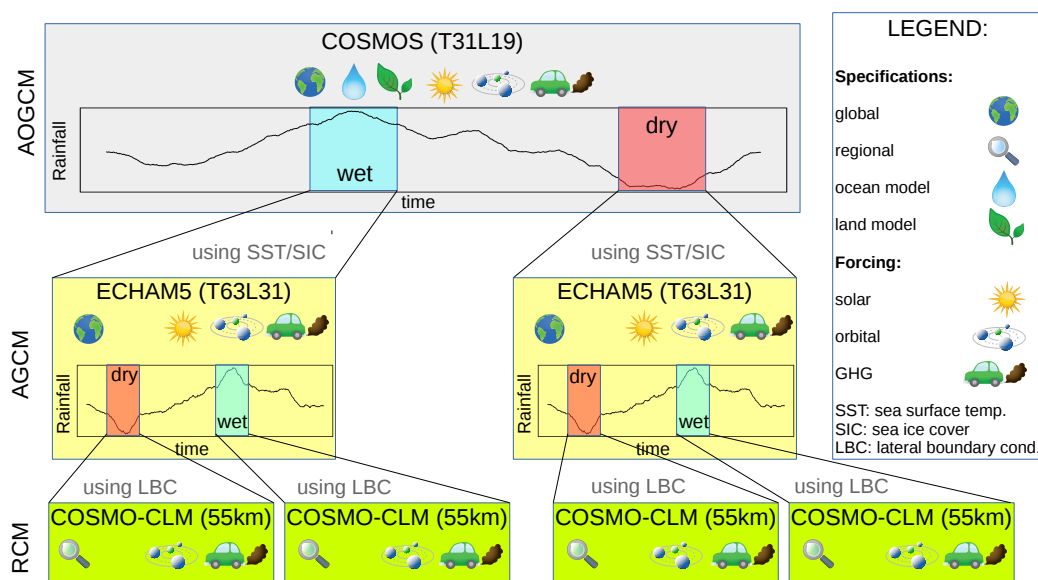 AOGCM
COSMOS (T31L19)
Rainfall
wet
dry
time
using SST/SIC
using SST/SIC
AGCM
ECHAM5 (T63L31)
Rainfall
dry
wet
time
ECHAM5 (T63L31)
Rainfall
dry
wet
time
using LBC
using LBC
using LBC
using LBC
RCM
COSMO-CLM (55km)
COSMO-CLM (55km)
COSMO-CLM (55km)
COSMO-CLM (55km)
LEGEND:
Specifications:
global
regional
ocean model
land model
Forcing:
solar
orbital
GHG
SST: sea surface temp.
SIC: sea ice cover
LBC: lateral boundary cond.